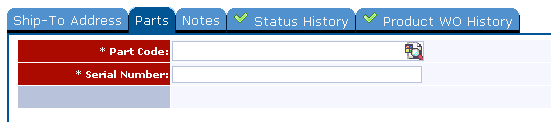 Ship-To Address Parts Notes Status History Product WO History
* Part Code:
* Serial Number: